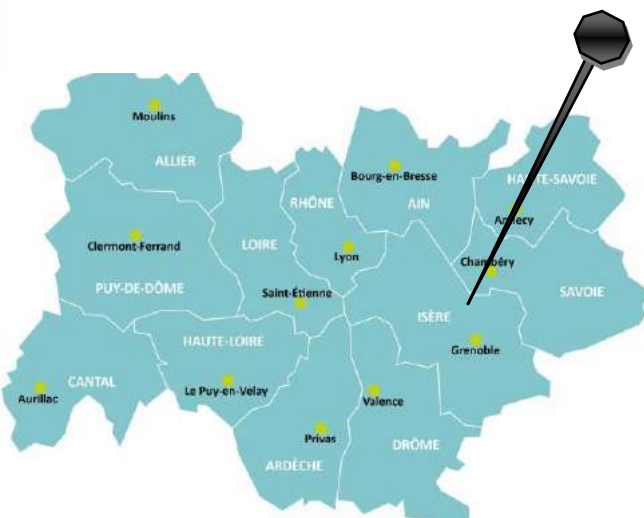 Moulins
ALLIER
Bourg-en-Bresse
HAUTE-SAVOIE
RHÔNE
AIN
Annecy
Clermont-Ferrand
LOIRE
Lyon
Chambéry
PUY-DE-DÔME
Saint-Étienne
SAVOIE
ISÈRE
HAUTE-LOIRE
Grenoble
CANTAL
Aurillac
Le Puy-en-Velay
Valence
Privas
DRÔME
ARDÈCHE